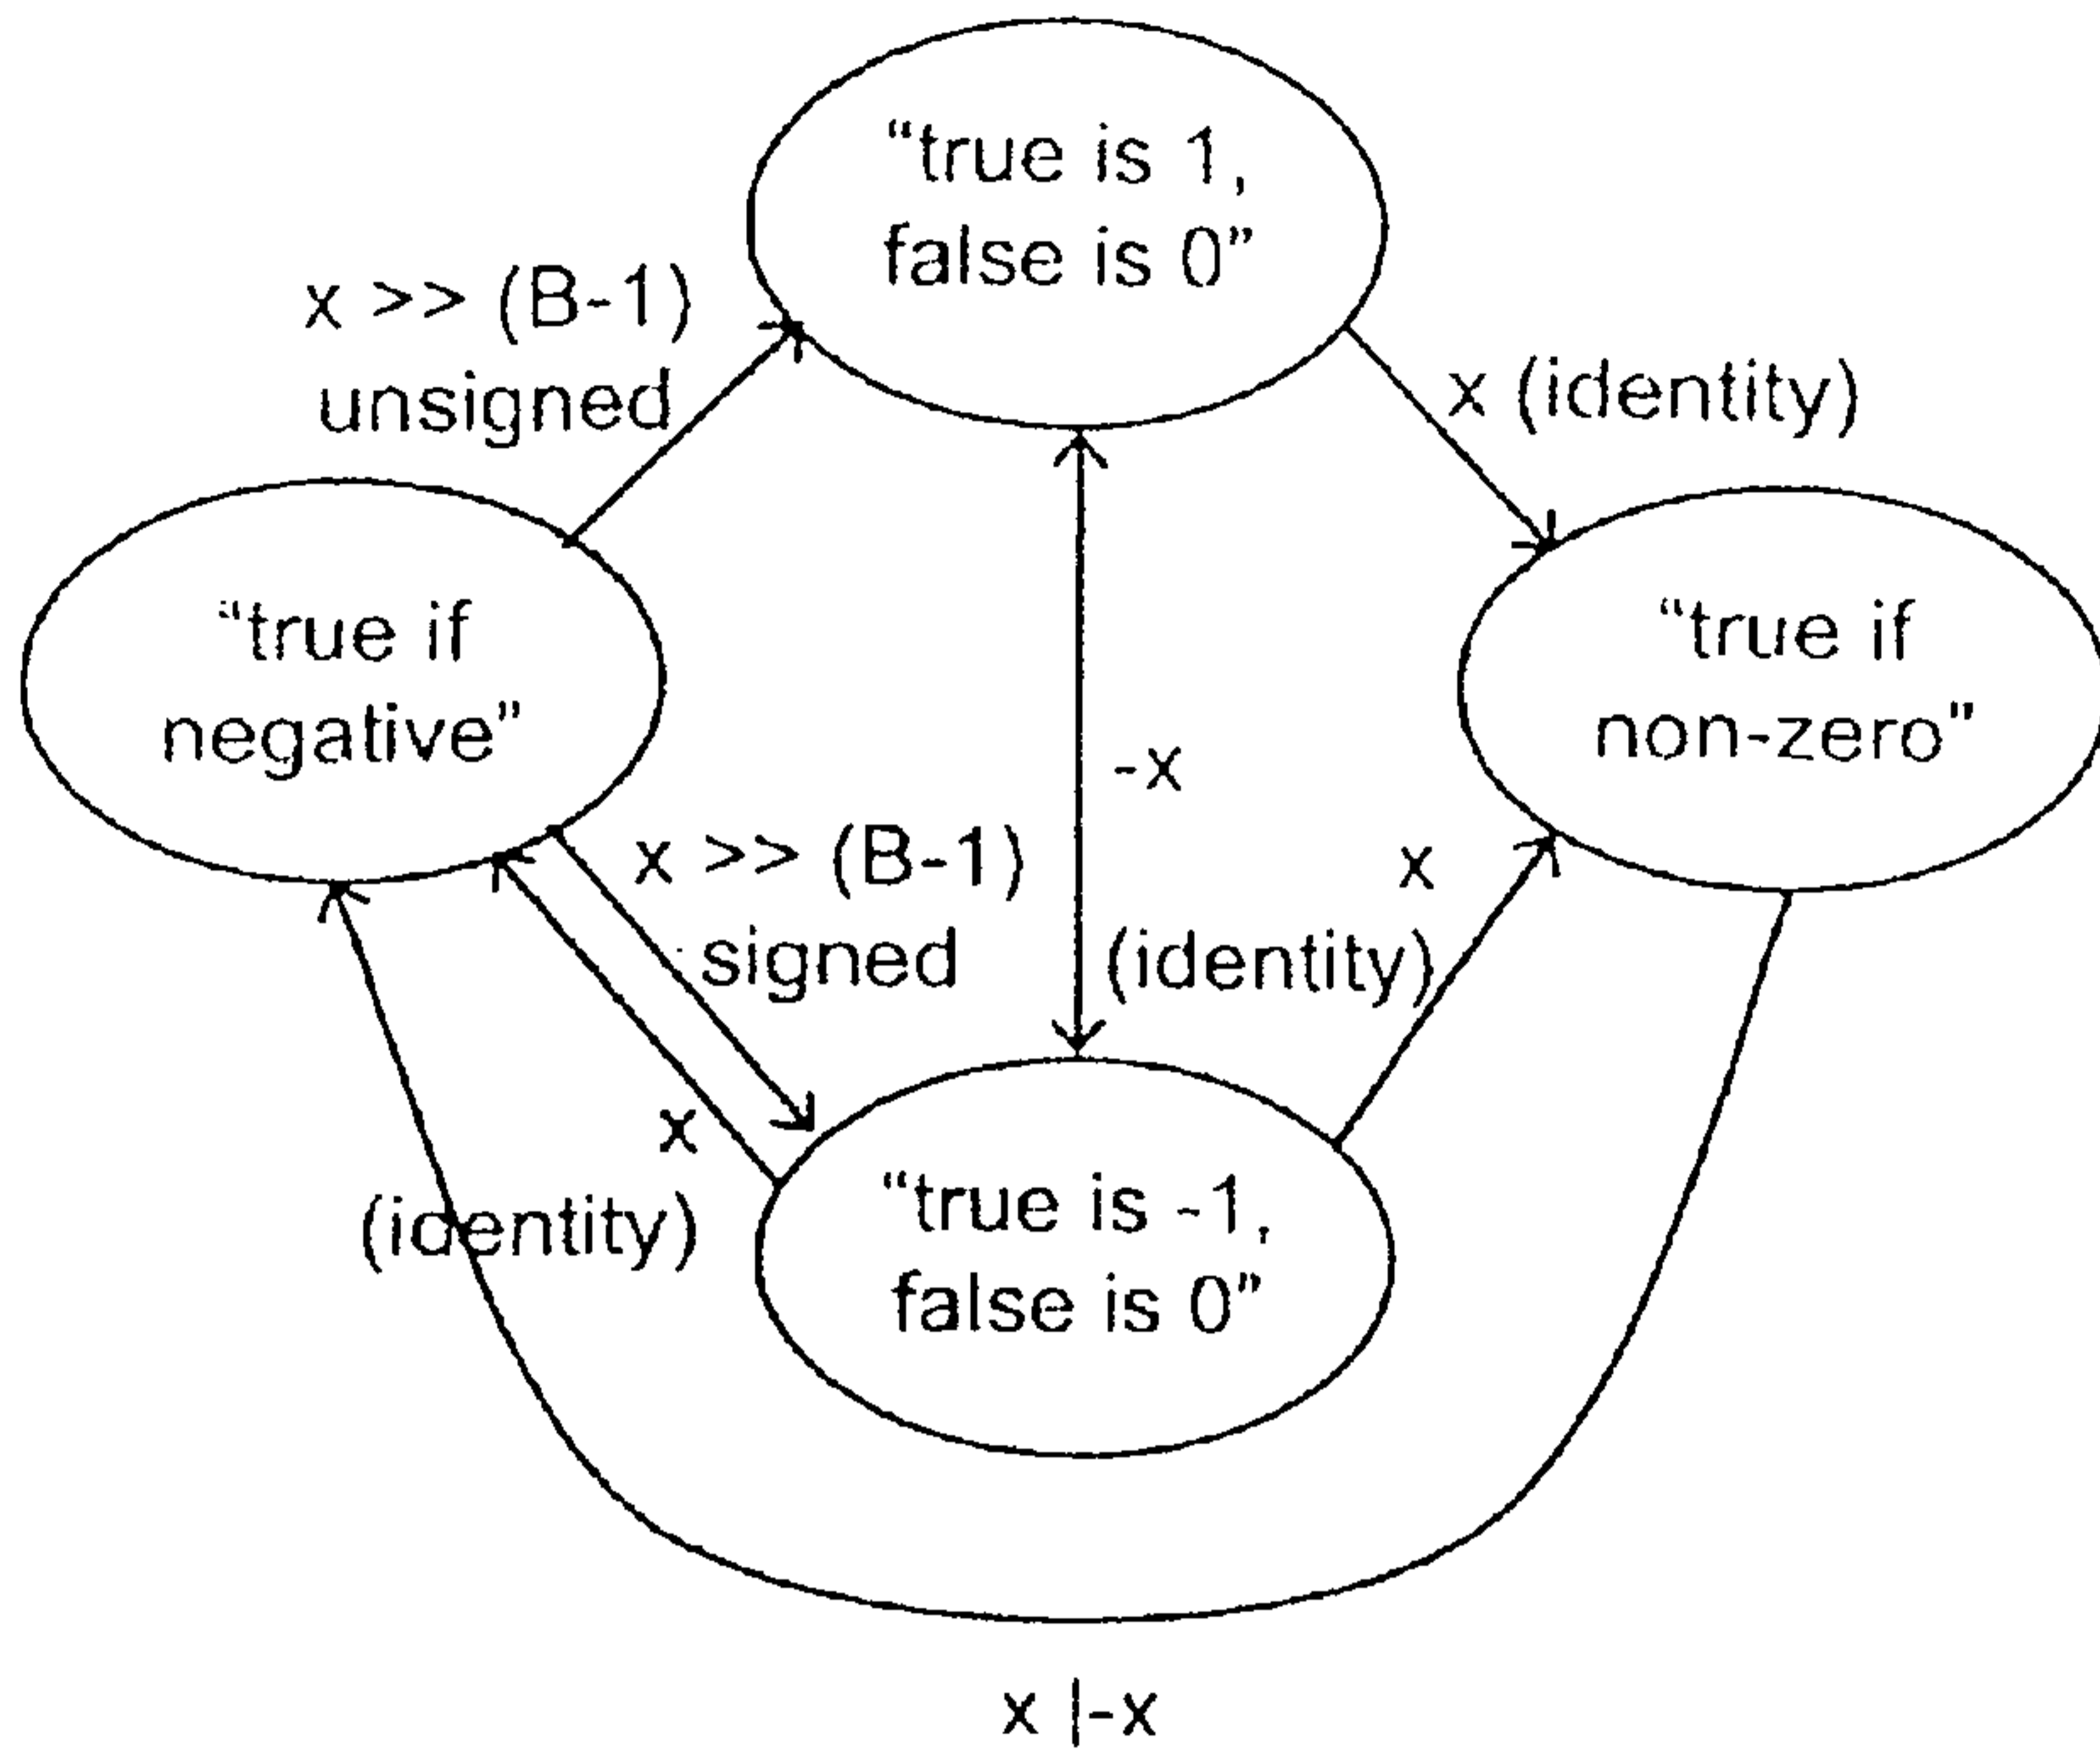 “true is 1,
false is 0”
x >> (B-1)
unsigned
x (identity)
“true if
negative”
“true if
non-zero”
-x
x >> (B-1)
signed
x
(identity)
x
(identity)
“true is -1,
false is 0”
x |-x